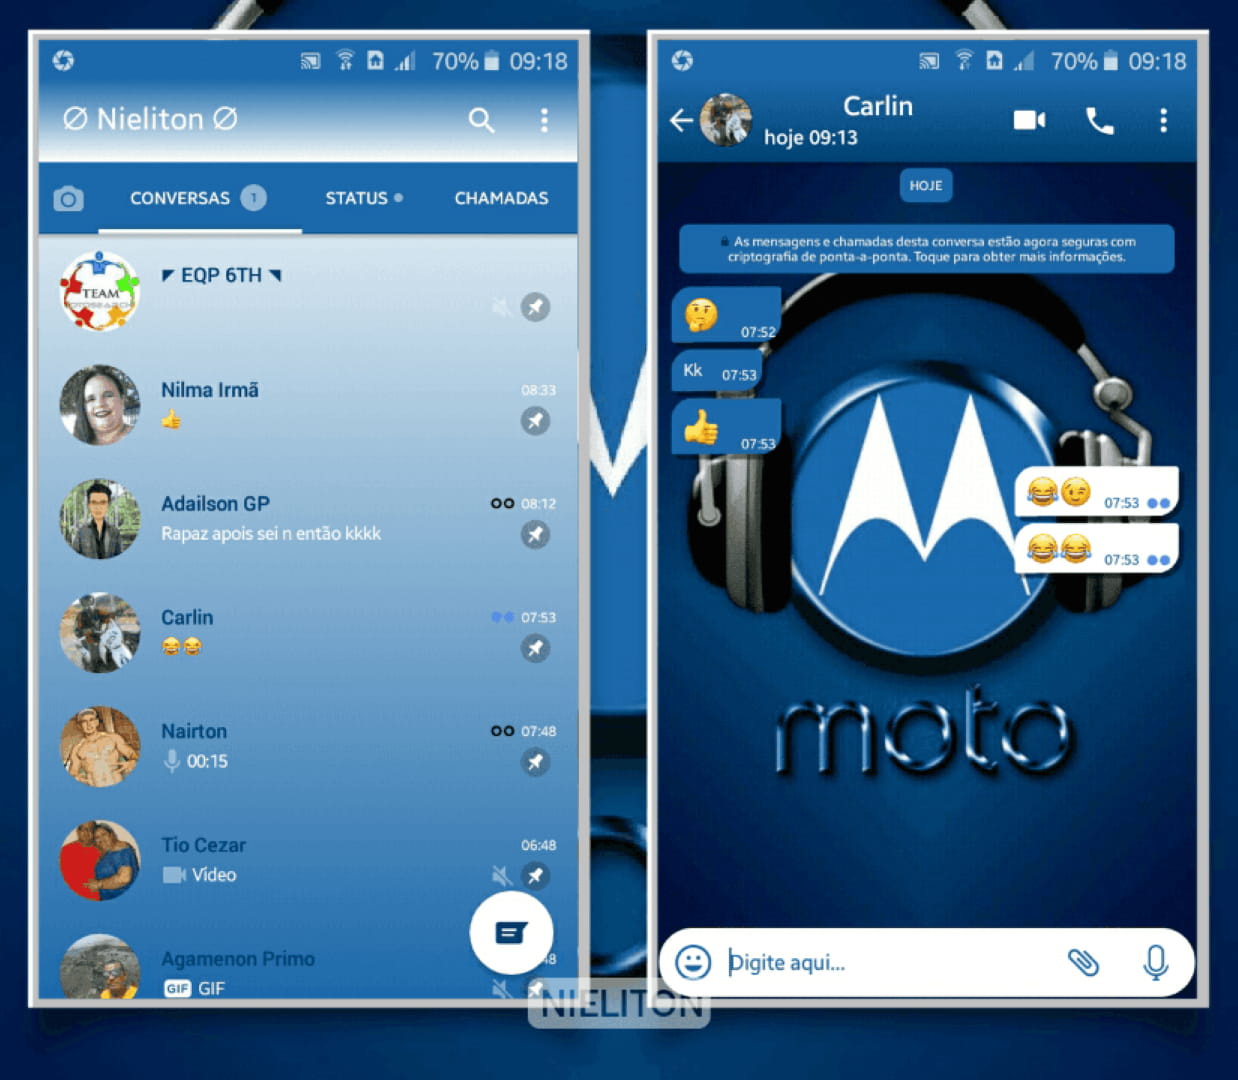 70% 09:18
Ø Nieliton Ø
CONVERSAS 1 STATUS CHAMADAS
TEAM
◤ EQP 6TH ◥
Nilma Irmã 08:33
👍
Adailson GP 08:12
Rapaz apois sei n então kkkk
Carlin 07:53
😂😂
Nairton 07:48
00:15
Tio Cezar 06:48
Vídeo
Agamenon Primo 48
GIF GIF
70% 09:18
Carlin
hoje 09:13
HOJE
As mensagens e chamadas desta conversa estão agora seguras com
criptografia de ponta-a-ponta. Toque para obter mais informações.
🤔 07:52
Kk 07:53
👍 07:53
😂😉 07:53
😂😂 07:53
moto
Digite aqui...
NIELITON